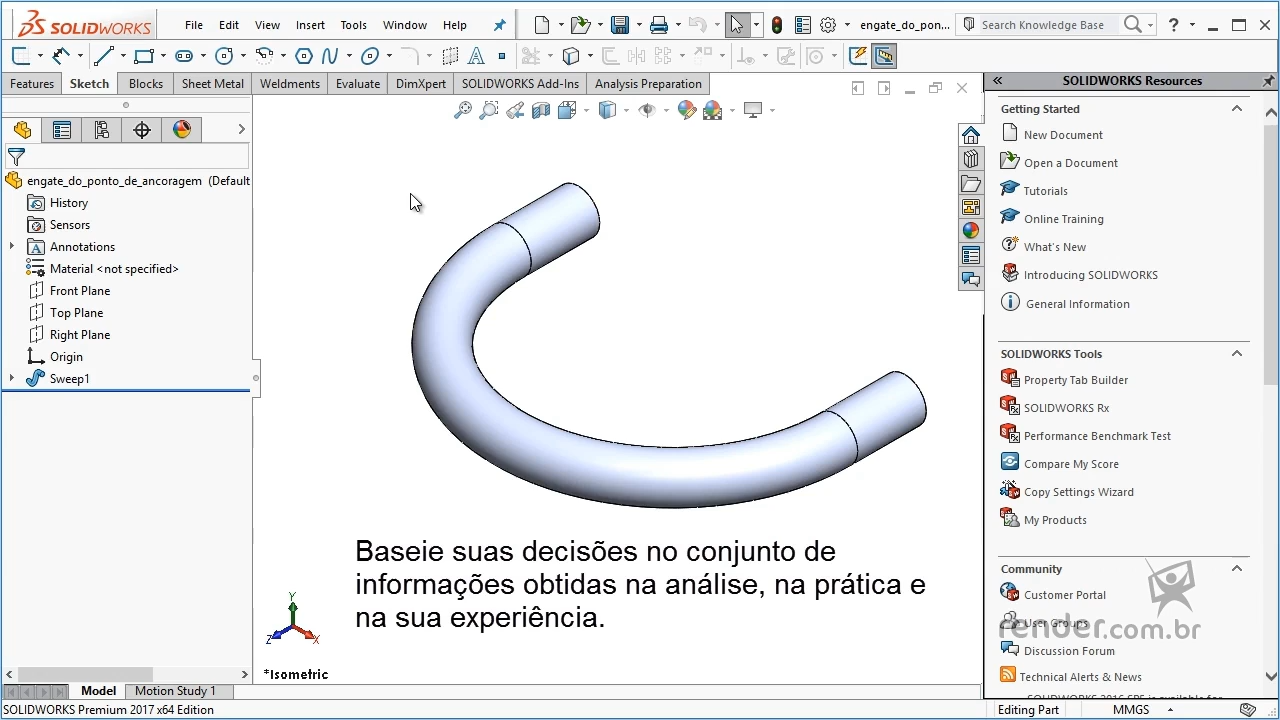 SOLIDWORKS
File Edit View Insert Tools Window Help
engate_do_pon...
Search Knowledge Base
?
Features Sketch Blocks Sheet Metal Weldments Evaluate DimXpert SOLIDWORKS Add-Ins Analysis Preparation
SOLIDWORKS Resources
engate_do_ponto_de_ancoragem (Default
History
Sensors
Annotations
Material <not specified>
Front Plane
Top Plane
Right Plane
Origin
Sweep1
Baseie suas decisões no conjunto de
informações obtidas na análise, na prática e
na sua experiência.
Y
Z
X
*Isometric
Getting Started
New Document
Open a Document
Tutorials
Online Training
What's New
Introducing SOLIDWORKS
General Information
SOLIDWORKS Tools
Property Tab Builder
SOLIDWORKS Rx
Performance Benchmark Test
Compare My Score
Copy Settings Wizard
My Products
Community
Customer Portal
User Groups
render.com.br
Discussion Forum
Technical Alerts & News
Model Motion Study 1
SOLIDWORKS Premium 2017 x64 Edition
Editing Part
MMGS